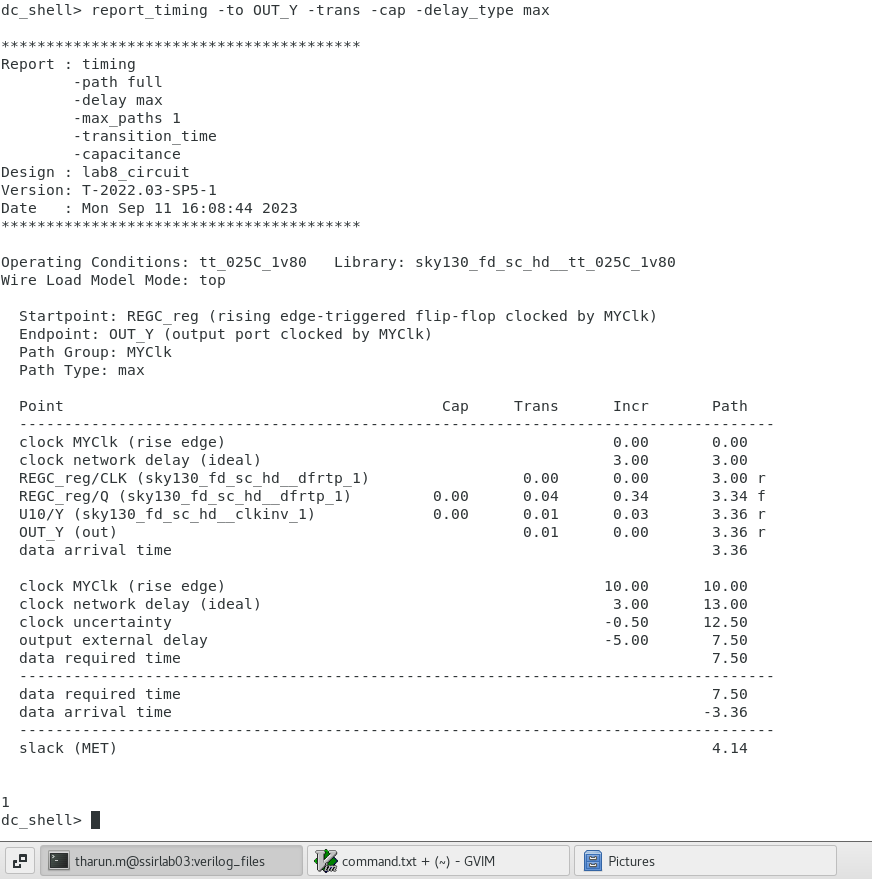 dc_shell> report_timing -to OUT_Y -trans -cap -delay_type max
****************************************
Report : timing
        -path full
        -delay max
        -max_paths 1
        -transition_time
        -capacitance
Design : lab8_circuit
Version: T-2022.03-SP5-1
Date   : Mon Sep 11 16:08:44 2023
****************************************
Operating Conditions: tt_025C_1v80   Library: sky130_fd_sc_hd__tt_025C_1v80
Wire Load Model Mode: top
  Startpoint: REGC_reg (rising edge-triggered flip-flop clocked by MYClk)
  Endpoint: OUT_Y (output port clocked by MYClk)
  Path Group: MYClk
  Path Type: max
  Point                                          Cap     Trans      Incr       Path
  ------------------------------------------------------------------------------------
  clock MYClk (rise edge)                                           0.00       0.00
  clock network delay (ideal)                                       3.00       3.00
  REGC_reg/CLK (sky130_fd_sc_hd__dfrtp_1)                 0.00      0.00       3.00 r
  REGC_reg/Q (sky130_fd_sc_hd__dfrtp_1)         0.00      0.04      0.34       3.34 f
  U10/Y (sky130_fd_sc_hd__clkinv_1)             0.00      0.01      0.03       3.36 r
  OUT_Y (out)                                             0.01      0.00       3.36 r
  data arrival time                                                            3.36
  clock MYClk (rise edge)                                          10.00      10.00
  clock network delay (ideal)                                       3.00      13.00
  clock uncertainty                                                -0.50      12.50
  output external delay                                            -5.00       7.50
  data required time                                                           7.50
  ------------------------------------------------------------------------------------
  data required time                                                           7.50
  data arrival time                                                           -3.36
  ------------------------------------------------------------------------------------
  slack (MET)                                                                  4.14
1
dc_shell>
tharun.m@ssirlab03:verilog_files
command.txt + (~) - GVIM
Pictures